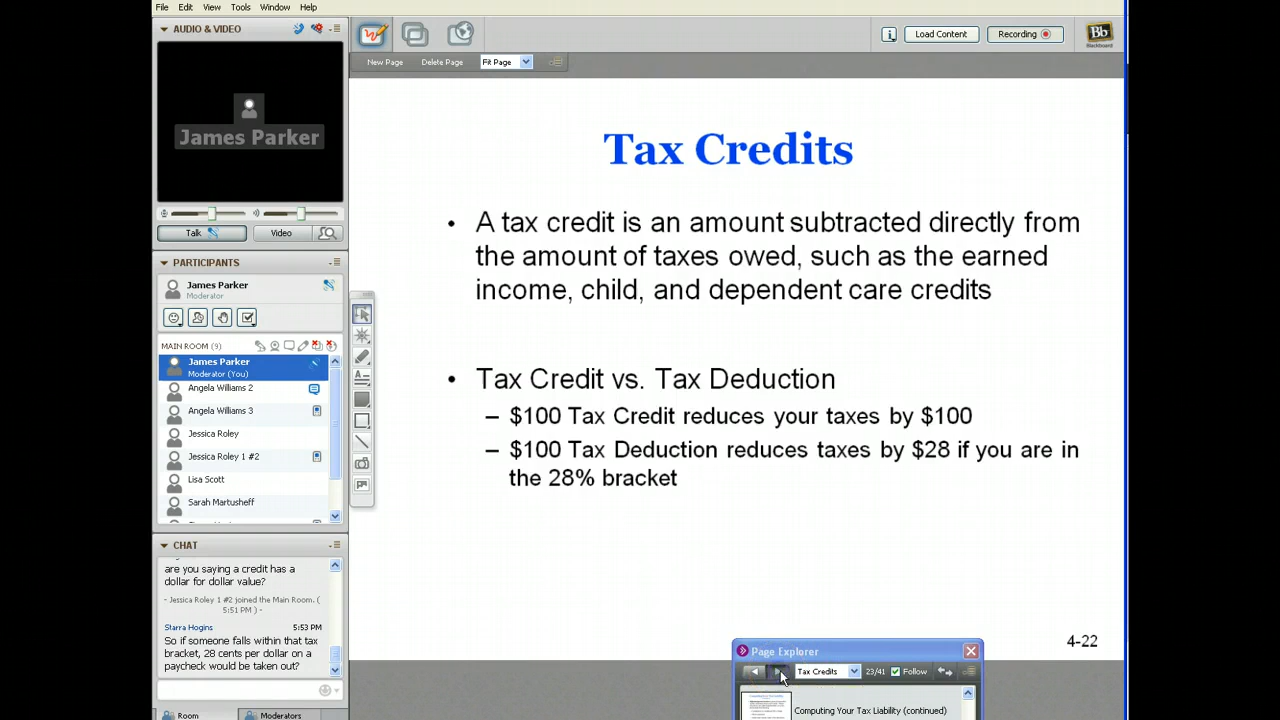 File Edit View Tools Window Help
AUDIO & VIDEO
James Parker
Talk
Video
PARTICIPANTS
James Parker
Moderator
MAIN ROOM (9)
James Parker
Moderator (You)
Angela Williams 2
Angela Williams 3
Jessica Roley
Jessica Roley 1 #2
Lisa Scott
Sarah Martusheff
CHAT
are you saying a credit has a
dollar for dollar value?
- Jessica Roley 1 #2 joined the Main Room. (
5:51 PM ) -
Starra Hogins 5:53 PM
So if someone falls within that tax
bracket, 28 cents per dollar on a
paycheck would be taken out?
Room Moderators
Load Content
Recording
Bb
Blackboard
New Page Delete Page Fit Page
Tax Credits
• A tax credit is an amount subtracted directly from
the amount of taxes owed, such as the earned
income, child, and dependent care credits
• Tax Credit vs. Tax Deduction
– $100 Tax Credit reduces your taxes by $100
– $100 Tax Deduction reduces taxes by $28 if you are in
the 28% bracket
4-22
Page Explorer
Tax Credits 23/41 Follow
Computing Your Tax Liability (continued)